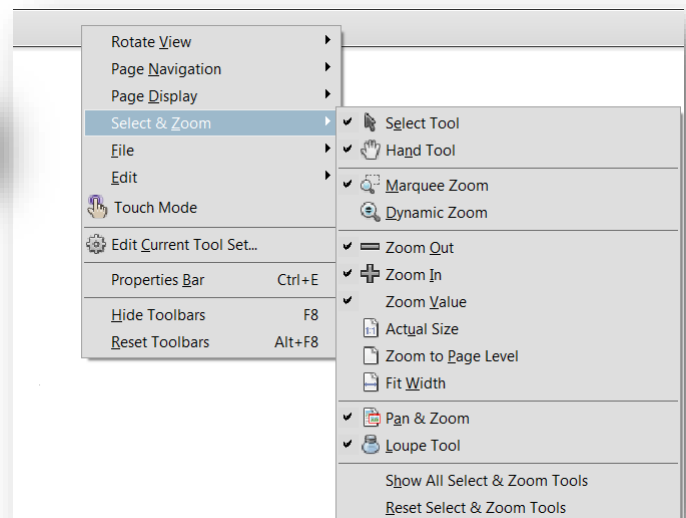 Rotate View
Page Navigation
Page Display
Select & Zoom
File
Edit
Touch Mode
Edit Current Tool Set...
Properties Bar Ctrl+E
Hide Toolbars F8
Reset Toolbars Alt+F8
Select Tool
Hand Tool
Marquee Zoom
Dynamic Zoom
Zoom Out
Zoom In
Zoom Value
Actual Size
Zoom to Page Level
Fit Width
Pan & Zoom
Loupe Tool
Show All Select & Zoom Tools
Reset Select & Zoom Tools